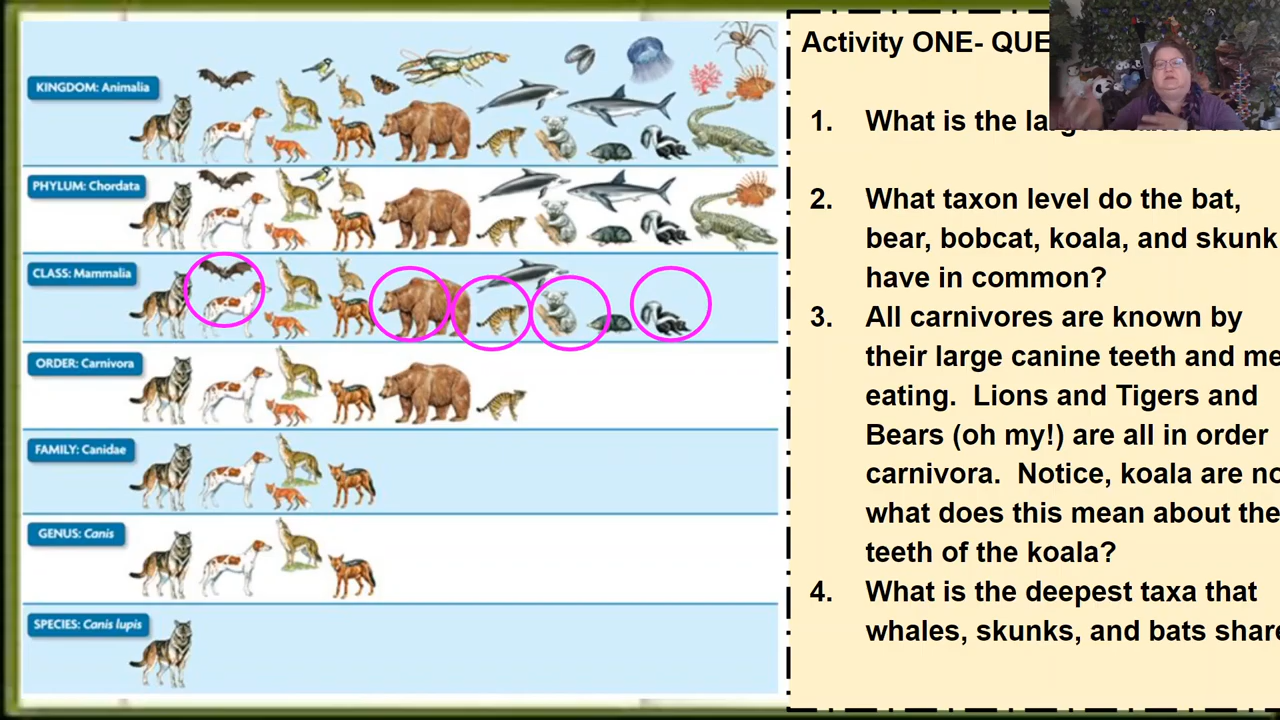 KINGDOM: Animalia
PHYLUM: Chordata
CLASS: Mammalia
ORDER: Carnivora
FAMILY: Canidae
GENUS: Canis
SPECIES: Canis lupis
Activity ONE- QUE
1. What is the
2. What taxon level do the bat,
bear, bobcat, koala, and skunk
have in common?
3. All carnivores are known by
their large canine teeth and me
eating. Lions and Tigers and
Bears (oh my!) are all in order
carnivora. Notice, koala are no
what does this mean about the
teeth of the koala?
4. What is the deepest taxa that
whales, skunks, and bats share